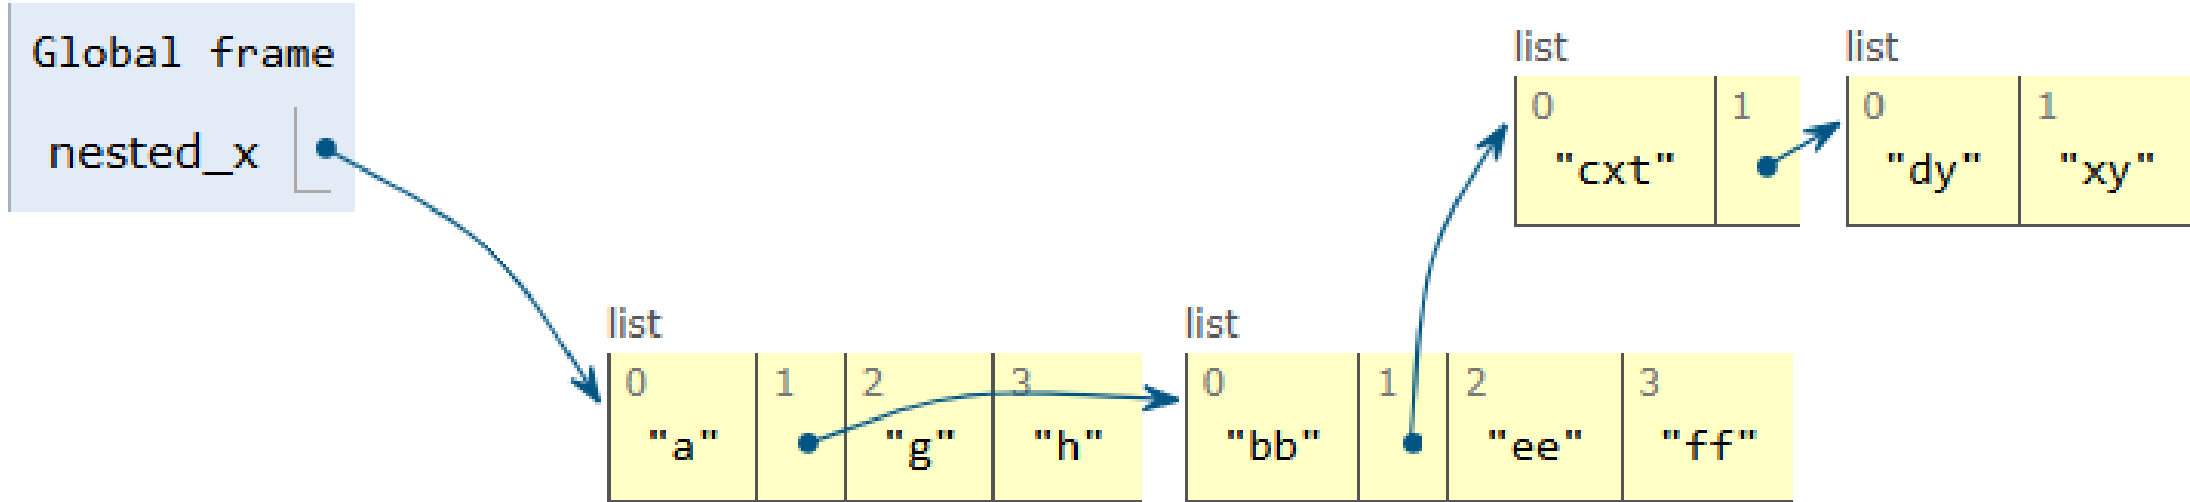 Global frame
nested_x
list list
0 1 0 1
"cxt" "dy" "xy"
list list
0 1 2 3 0 1 2 3
"a" "g" "h" "bb" "ee" "ff"